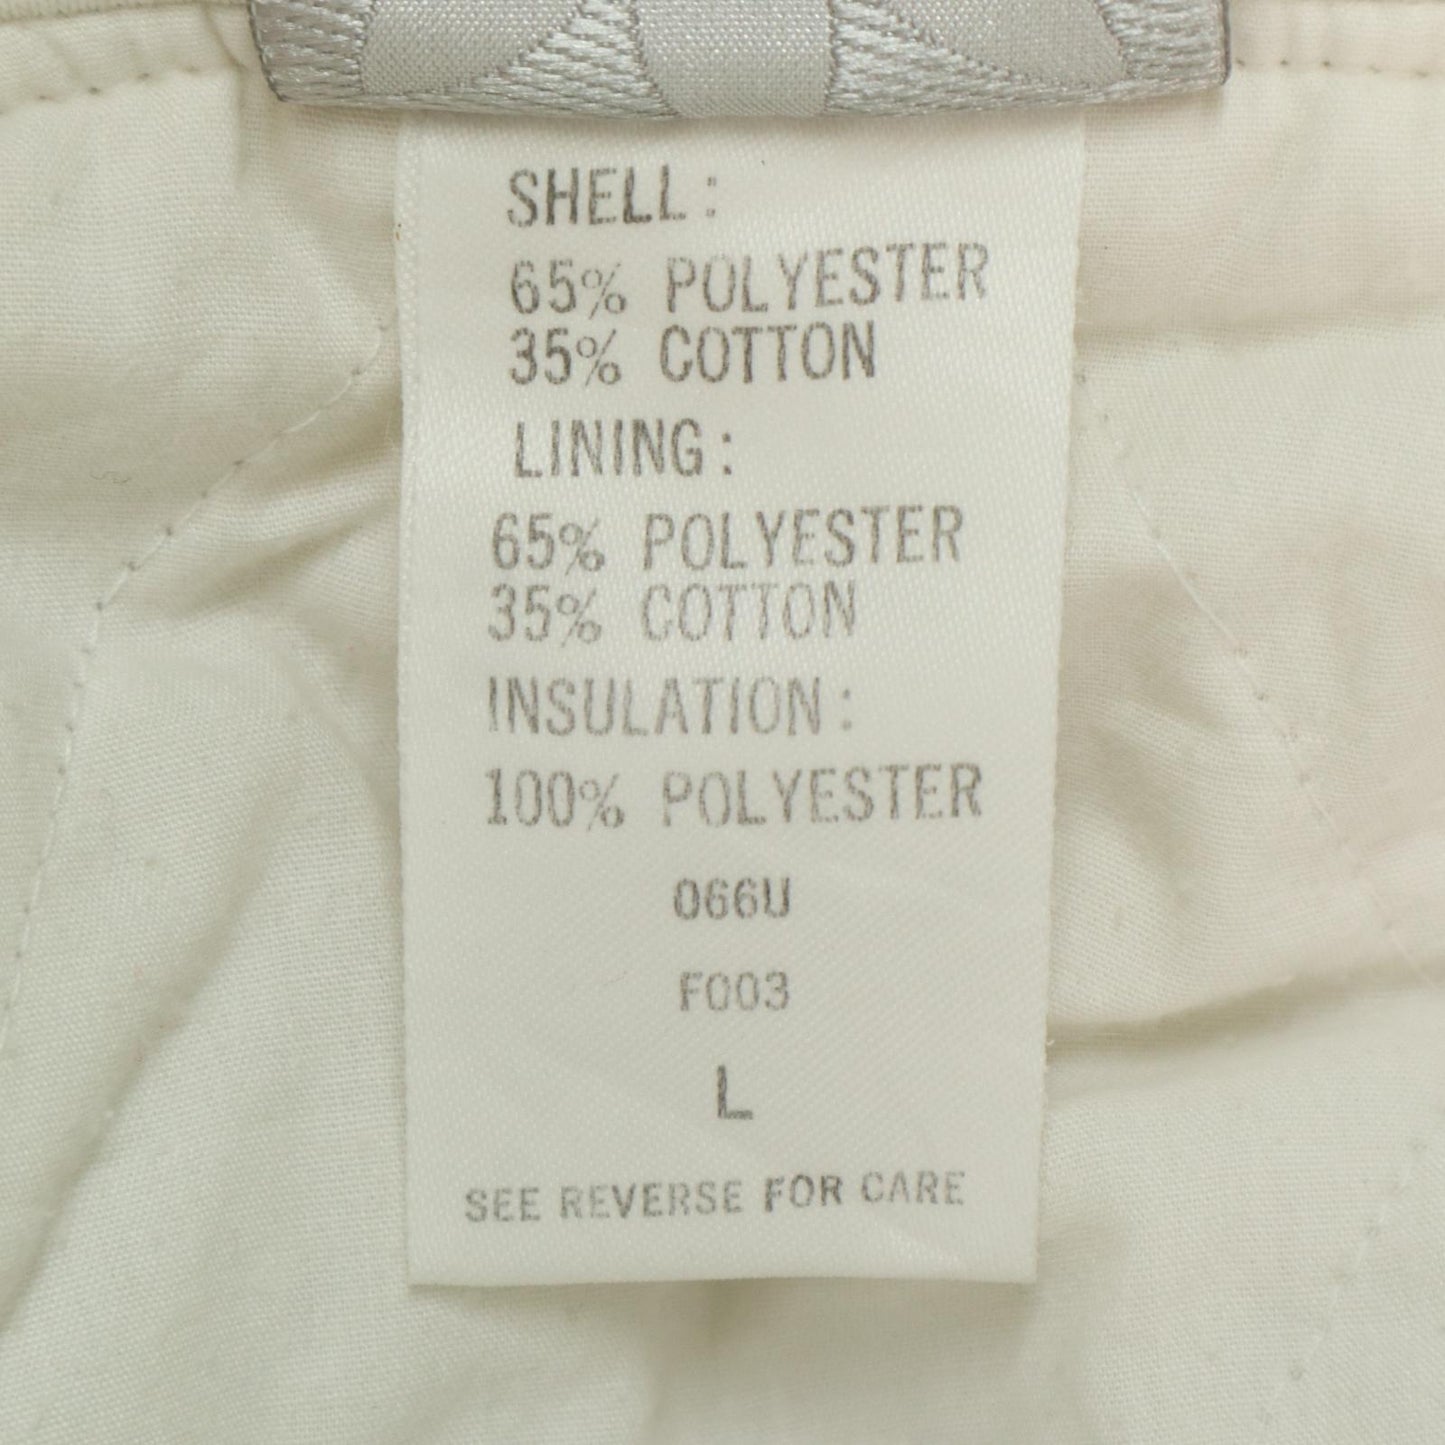 SHELL:
65% POLYESTER
35% COTTON
LINING:
65% POLYESTER
35% COTTON
INSULATION:
100% POLYESTER
066U
F003
L
SEE REVERSE FOR CARE